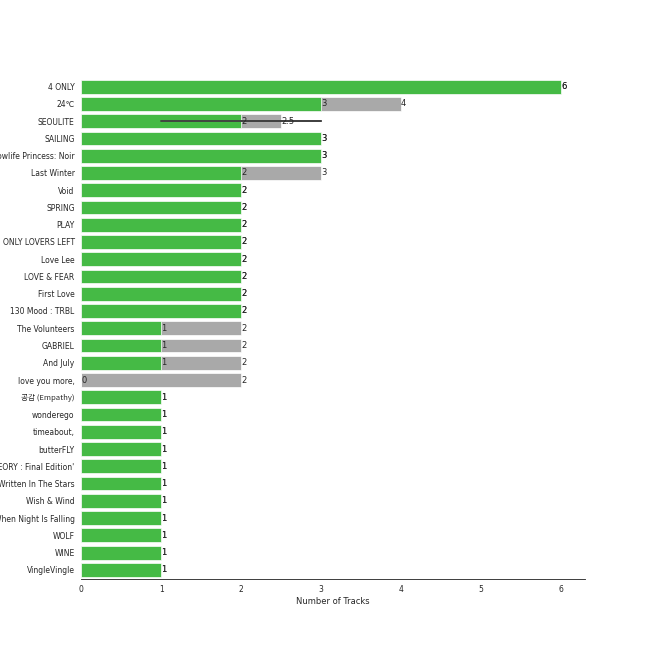 4 ONLY 6
24℃ 3 4
SEOULITE 2 2.5
SAILING 3
Princess: Noir 3
Last Winter 2 3
Void 2
SPRING 2
PLAY 2
ONLY LOVERS LEFT 2
Love Lee 2
LOVE & FEAR 2
First Love 2
130 Mood : TRBL 2
The Volunteers 1 2
GABRIEL 1 2
And July 1 2
love you more, 0 2
공감 (Empathy) 1
wonderego 1
timeabout, 1
butterFLY 1
: Final Edition' 1
Written In The Stars 1
Wish & Wind 1
Night Is Falling 1
WOLF 1
WINE 1
VingleVingle 1
0 1 2 3 4 5 6
Number of Tracks